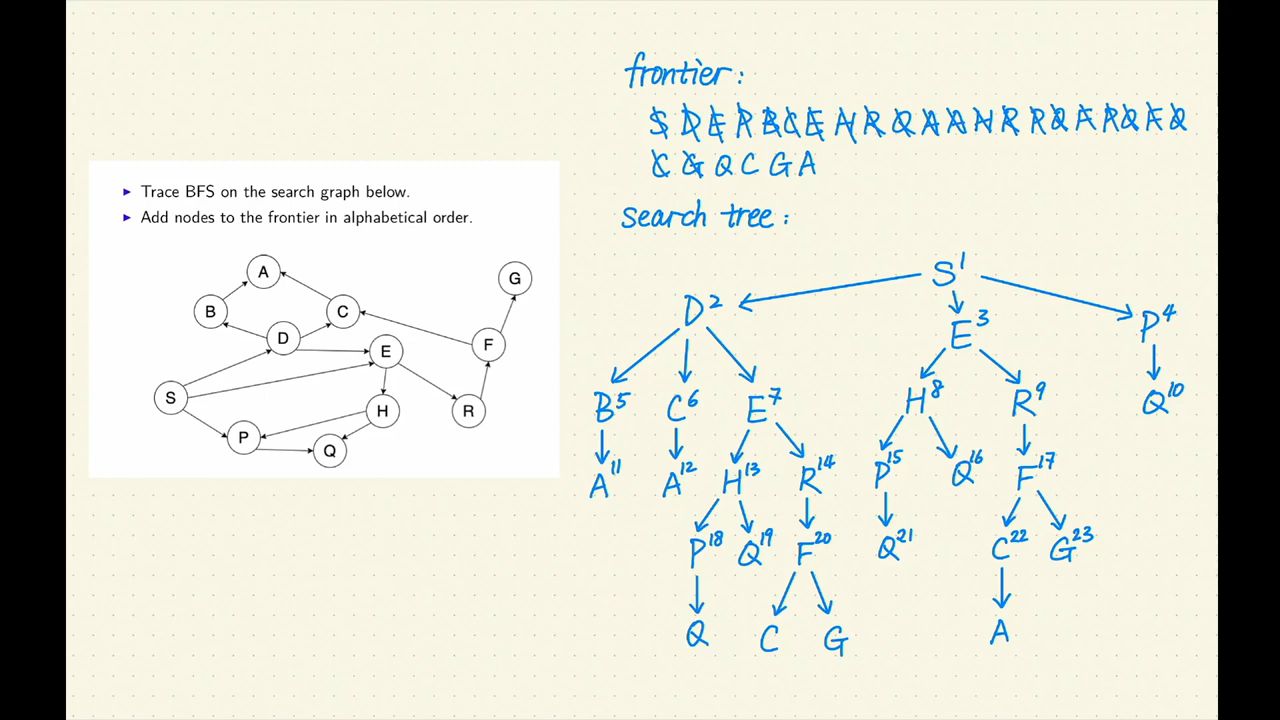 frontier:
S D E P B C E H R Q A A H R P Q F P Q F Q
C G Q C G A
search tree:
▶ Trace BFS on the search graph below.
▶ Add nodes to the frontier in alphabetical order.
A
G
B
C
D
E
F
S
H
R
P
Q
S¹
D² E³ P⁴
B⁵ C⁶ E⁷ H⁸ R⁹ Q¹⁰
A¹¹ A¹² H¹³ R¹⁴ P¹⁵ Q¹⁶ F¹⁷
P¹⁸ Q¹⁹ F²⁰ Q²¹ C²² G²³
Q C G A